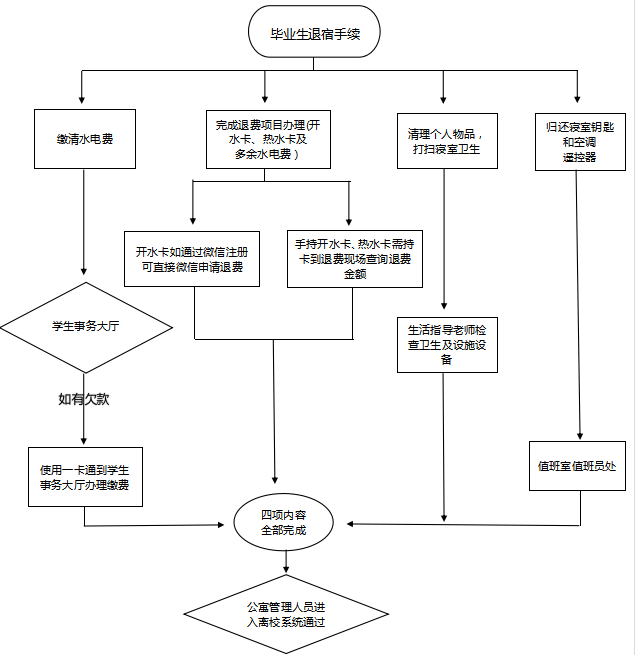 毕业生退宿手续
缴清水电费
完成退费项目办理(开
水卡、热水卡及
多余水电费）
清理个人物品，
打扫寝室卫生
归还寝室钥匙
和空调
遥控器
开水卡如通过微信注册
可直接微信申请退费
手持开水卡、热水卡需持
卡到退费现场查询退费
金额
学生事务大厅
生活指导老师检
查卫生及设施设
备
如有欠款
使用一卡通到学生
事务大厅办理缴费
值班室值班员处
四项内容
全部完成
公寓管理人员进
入离校系统通过